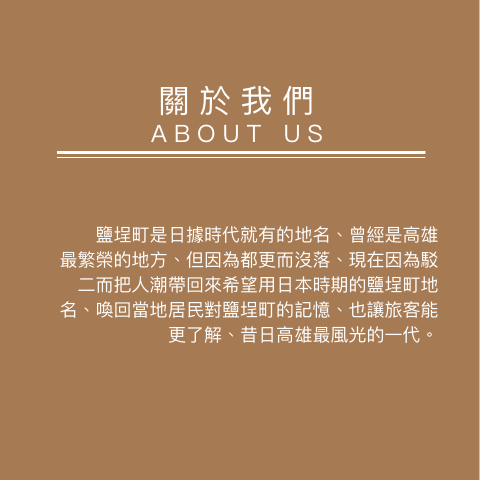 關於我們
ABOUT US
鹽埕町是日據時代就有的地名、曾經是高雄
最繁榮的地方、但因為都更而沒落、現在因為駁
二而把人潮帶回來希望用日本時期的鹽埕町地
名、喚回當地居民對鹽埕町的記憶、也讓旅客能
更了解、昔日高雄最風光的一代。